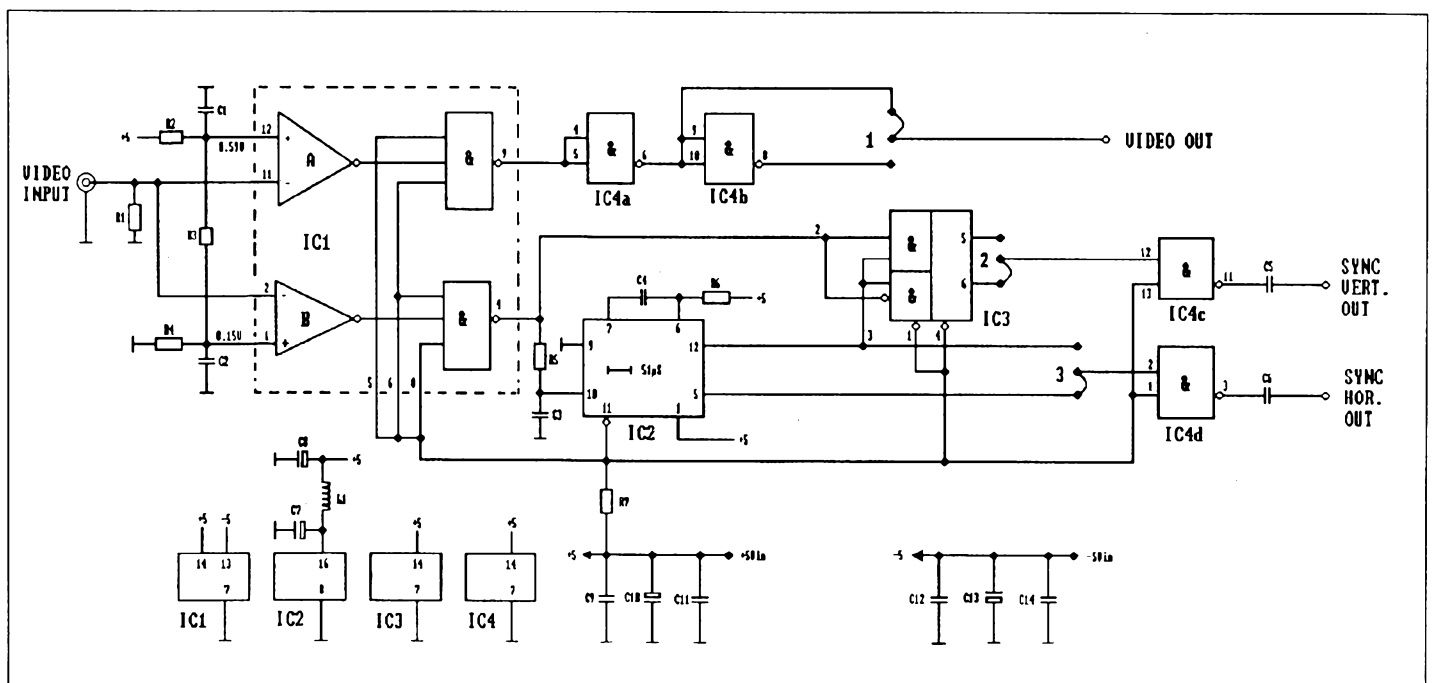 VIDEO INPUT
+5
R2
C1
0.59V
12
+
11
-
A
R1
R3
IC1
&
9
4
5
&
6
IC4a
9
10
&
8
IC4b
1
VIDEO OUT
2
-
B
1
+
0.15V
R4
C2
&
4
5
6
8
R5
C3
C4
R6
+5
7
6
9
12
10
5
11
1
IC2
+5
2
&
&
5
6
3
1
4
IC3
2
12
&
11
13
IC4c
C5
SYNC VERT. OUT
3
2
&
3
1
IC4d
C6
SYNC HOR. OUT
C8
+5
C7
R7
+5
+5Uin
C9
C10
C11
-5
-5Uin
C12
C13
C14
+5
-5
14
13
7
IC1
16
8
IC2
+5
14
7
IC3
+5
14
7
IC4